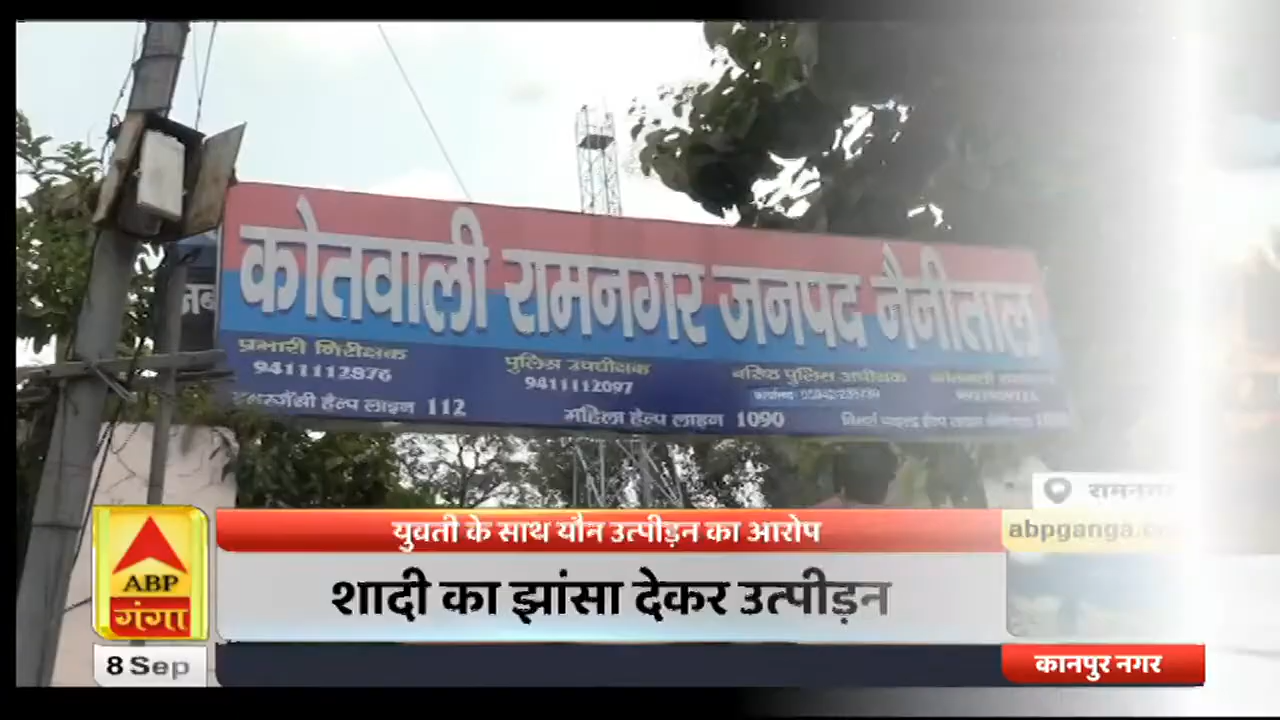 कोतवाली रामनगर जनपद नैनीताल
प्रभारी निरीक्षक
9411112876
पुलिस उपाधीक्षक
9411112097
वरिष्ठ पुलिस अधीक्षक
हेल्प लाइन 112
महिला हेल्प लाइन 1090
रामनगर
युवती के साथ यौन उत्पीड़न का आरोप
abpganga.
शादी का झांसा देकर उत्पीड़न
ABP
गंगा
8 Sep
कानपुर नगर